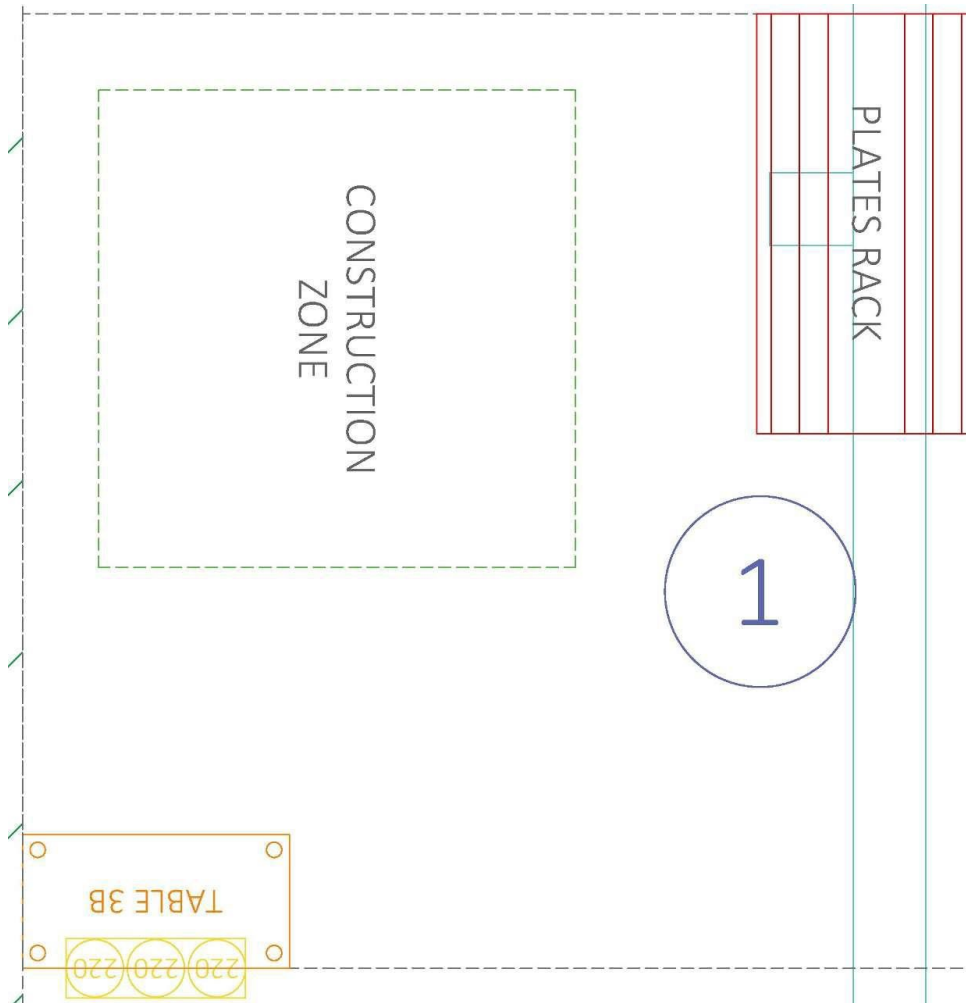 CONSTRUCTION
ZONE
PLATES RACK
1
TABLE 3B
220 220 220